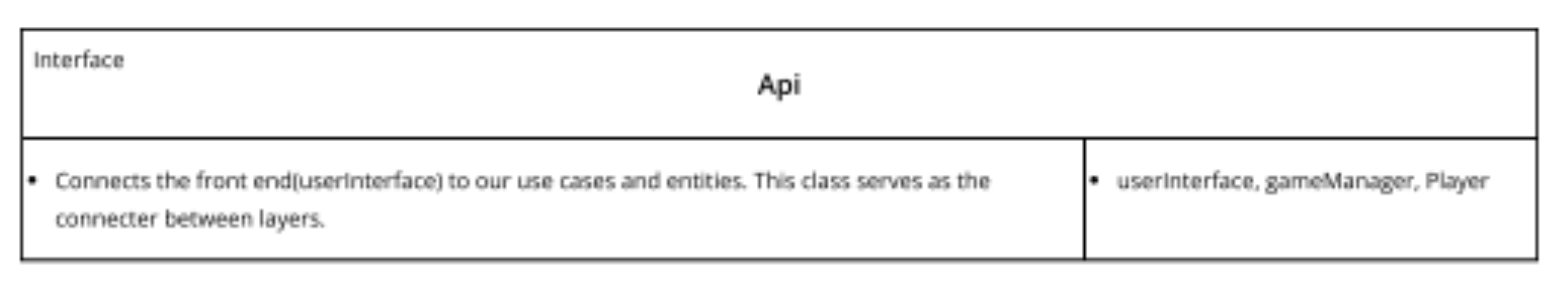 Interface
Api
• Connects the front end(userInterface) to our use cases and entities. This class serves as the
connecter between layers.
• userInterface, gameManager, Player